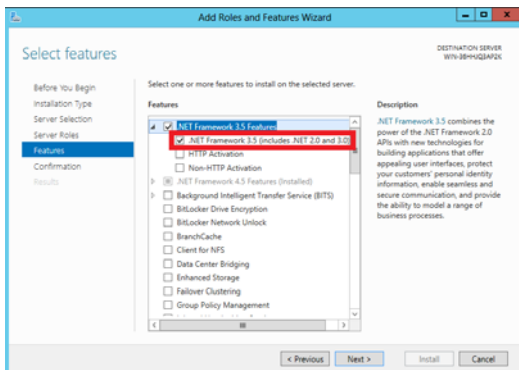 Add Roles and Features Wizard
Select features
DESTINATION SERVER
Before You Begin
Installation Type
Server Selection
Server Roles
Features
Confirmation
Results
Select one or more features to install on the selected server.
Features
.NET Framework 3.5 Features
.NET Framework 3.5 (includes .NET 2.0 and 3.0)
HTTP Activation
Non-HTTP Activation
.NET Framework 4.5 Features (Installed)
Background Intelligent Transfer Service (BITS)
BitLocker Drive Encryption
BitLocker Network Unlock
BranchCache
Client for NFS
Data Center Bridging
Enhanced Storage
Failover Clustering
Group Policy Management
Description
.NET Framework 3.5 combines the
power of the .NET Framework 2.0
APIs with new technologies for
building applications that offer
appealing user interfaces, protect
your customers' personal identity
information, enable seamless and
secure communication, and provide
the ability to model a range of
business processes.
< Previous
Next >
Install
Cancel